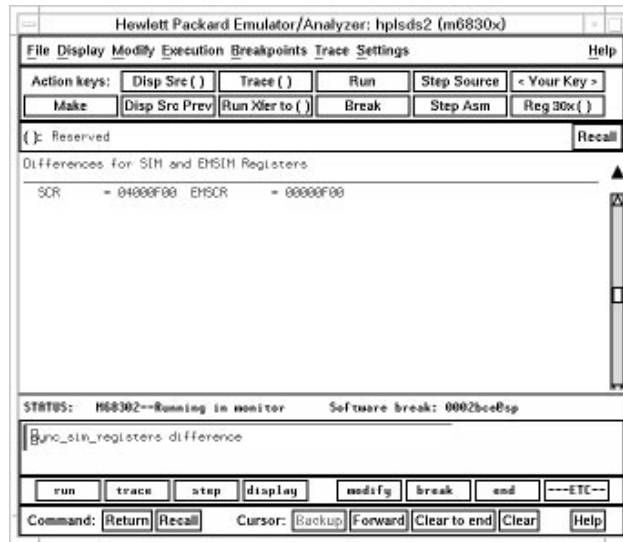 Hewlett Packard Emulator/Analyzer: hplsds2 (m6830x)
File Display Modify Execution Breakpoints Trace Settings Help
Action keys: Disp Src ( ) Trace ( ) Run Step Source < Your Key >
Make Disp Src Prev Run Xfer to ( ) Break Step Asm Reg 30x ( )
( ): Reserved Recall
Differences for SIM and EMSIM Registers
SCR = 04000F00 EMSCR = 00000F00
STATUS: M68302--Running in monitor Software break: 0002bce@sp
sync_sim_registers difference
run trace step display modify break end ---ETC--
Command: Return Recall Cursor: Backup Forward Clear to end Clear Help